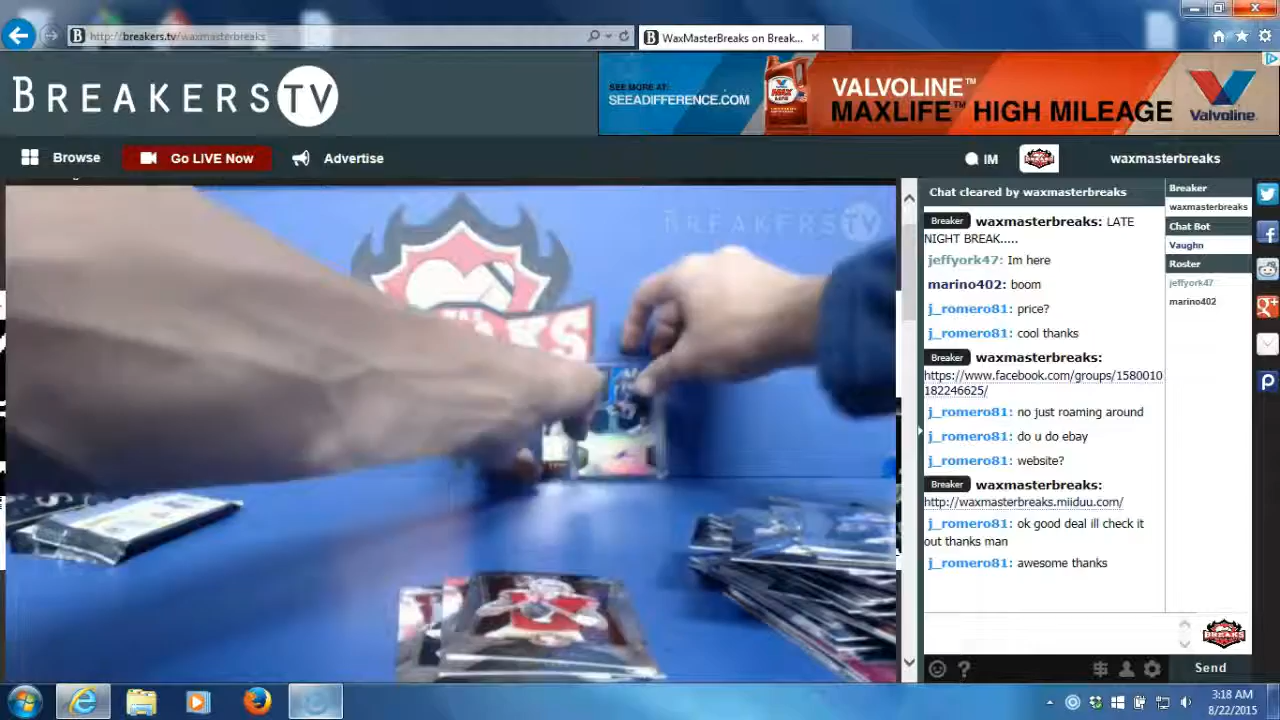 http://breakers.tv/waxmasterbreaks
WaxMasterBreaks on Break...
BREAKERS TV
SEE MORE AT:
SEEADIFFERENCE.COM
VALVOLINE™
MAXLIFE™ HIGH MILEAGE
Valvoline.
Browse
Go LIVE Now
Advertise
IM
waxmasterbreaks
BREAKERS TV
Chat cleared by waxmasterbreaks
Breaker waxmasterbreaks: LATE
NIGHT BREAK.....
jeffyork47: Im here
marino402: boom
j_romero81: price?
j_romero81: cool thanks
Breaker waxmasterbreaks:
https://www.facebook.com/groups/1580010
182246625/
j_romero81: no just roaming around
j_romero81: do u do ebay
j_romero81: website?
Breaker waxmasterbreaks:
http://waxmasterbreaks.miiduu.com/
j_romero81: ok good deal ill check it
out thanks man
j_romero81: awesome thanks
Breaker
waxmasterbreaks
Chat Bot
Vaughn
Roster
jeffyork47
marino402
BREAKS
Send
3:18 AM
8/22/2015